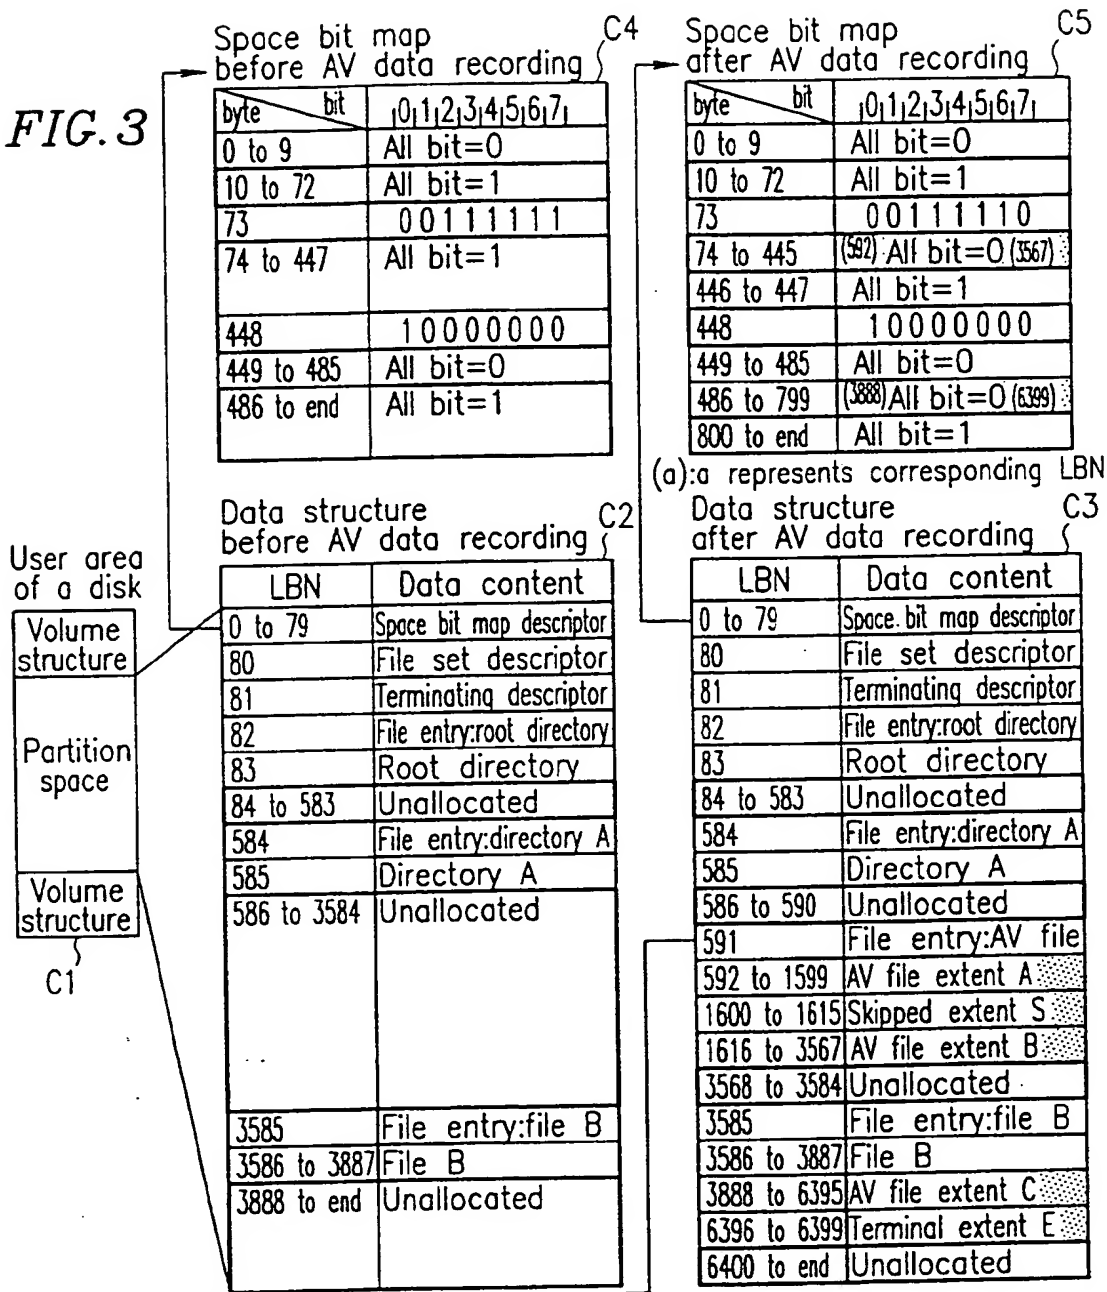 FIG. 3
Space bit map
before AV data recording
C4
byte bit 0 1 2 3 4 5 6 7
0 to 9 All bit=0
10 to 72 All bit=1
73 0 0 1 1 1 1 1 1
74 to 447 All bit=1
448 1 0 0 0 0 0 0 0
449 to 485 All bit=0
486 to end All bit=1
Space bit map
after AV data recording
C5
byte bit 0 1 2 3 4 5 6 7
0 to 9 All bit=0
10 to 72 All bit=1
73 0 0 1 1 1 1 1 0
74 to 445 (592) All bit=0 (3567)
446 to 447 All bit=1
448 1 0 0 0 0 0 0 0
449 to 485 All bit=0
486 to 799 (3888) All bit=0 (6399)
800 to end All bit=1
(a):a represents corresponding LBN
User area
of a disk
Volume
structure
Partition
space
Volume
structure
C1
Data structure
before AV data recording
C2
LBN Data content
0 to 79 Space bit map descriptor
80 File set descriptor
81 Terminating descriptor
82 File entry:root directory
83 Root directory
84 to 583 Unallocated
584 File entry:directory A
585 Directory A
586 to 3584 Unallocated
3585 File entry:file B
3586 to 3887 File B
3888 to end Unallocated
Data structure
after AV data recording
C3
LBN Data content
0 to 79 Space bit map descriptor
80 File set descriptor
81 Terminating descriptor
82 File entry:root directory
83 Root directory
84 to 583 Unallocated
584 File entry:directory A
585 Directory A
586 to 590 Unallocated
591 File entry:AV file
592 to 1599 AV file extent A
1600 to 1615 Skipped extent S
1616 to 3567 AV file extent B
3568 to 3584 Unallocated
3585 File entry:file B
3586 to 3887 File B
3888 to 6395 AV file extent C
6396 to 6399 Terminal extent E
6400 to end Unallocated